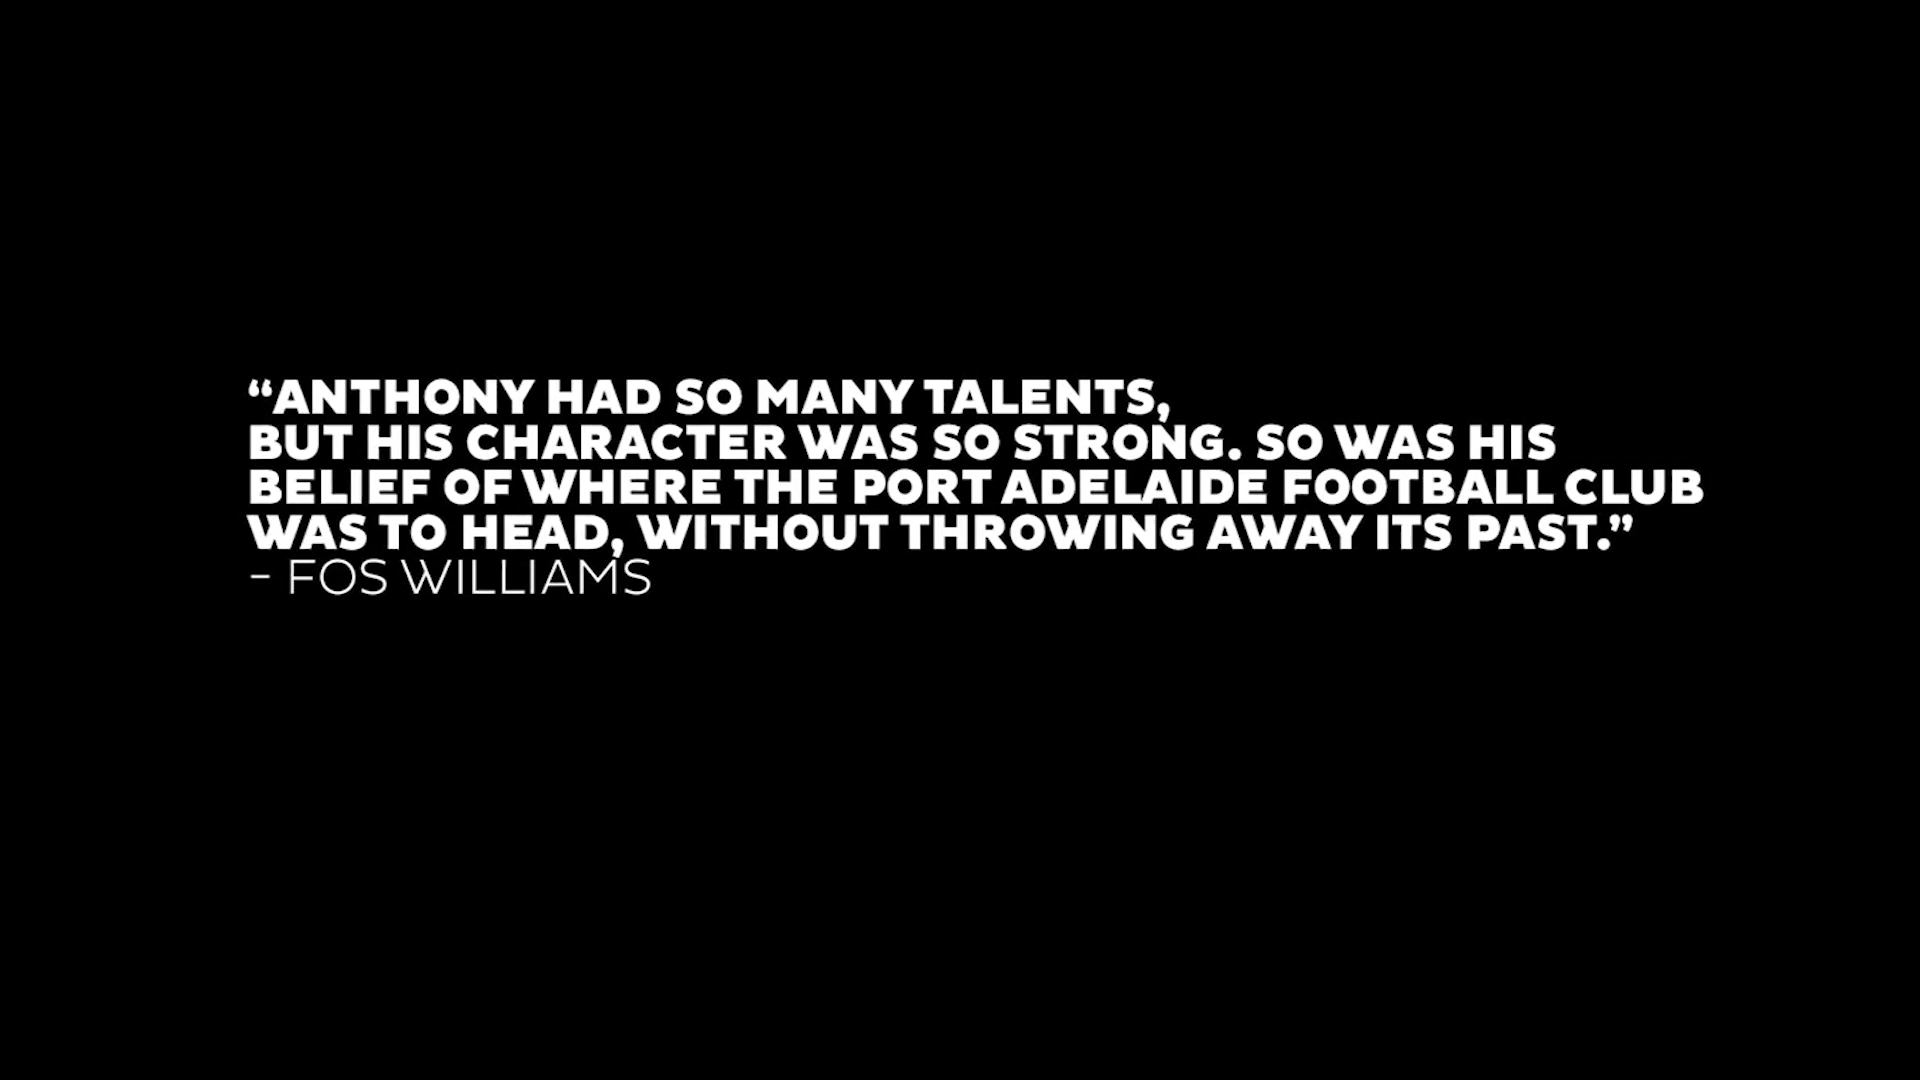 “ANTHONY HAD SO MANY TALENTS,
BUT HIS CHARACTER WAS SO STRONG. SO WAS HIS
BELIEF OF WHERE THE PORT ADELAIDE FOOTBALL CLUB
WAS TO HEAD, WITHOUT THROWING AWAY ITS PAST.”
- FOS WILLIAMS